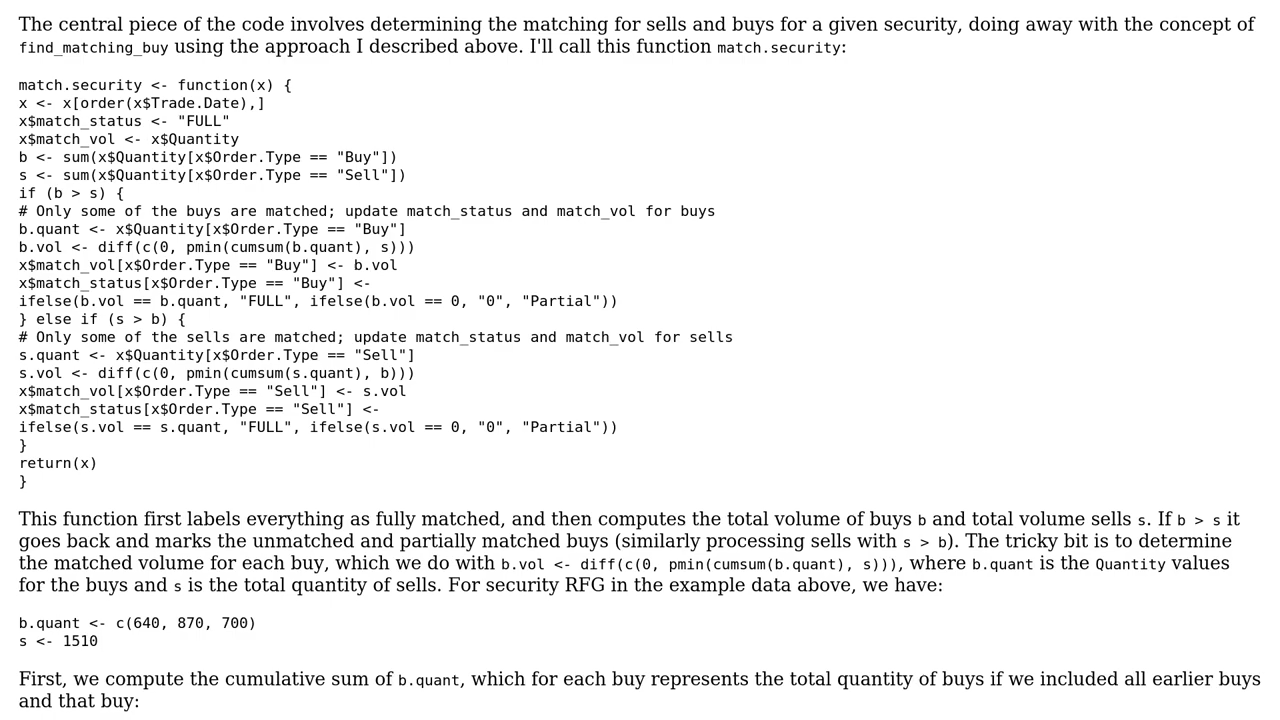 The central piece of the code involves determining the matching for sells and buys for a given security, doing away with the concept of
find_matching_buy using the approach I described above. I'll call this function match.security:
match.security <- function(x) {
x <- x[order(x$Trade.Date),]
x$match_status <- "FULL"
x$match_vol <- x$Quantity
b <- sum(x$Quantity[x$Order.Type == "Buy"])
s <- sum(x$Quantity[x$Order.Type == "Sell"])
if (b > s) {
# Only some of the buys are matched; update match_status and match_vol for buys
b.quant <- x$Quantity[x$Order.Type == "Buy"]
b.vol <- diff(c(0, pmin(cumsum(b.quant), s)))
x$match_vol[x$Order.Type == "Buy"] <- b.vol
x$match_status[x$Order.Type == "Buy"] <-
ifelse(b.vol == b.quant, "FULL", ifelse(b.vol == 0, "0", "Partial"))
} else if (s > b) {
# Only some of the sells are matched; update match_status and match_vol for sells
s.quant <- x$Quantity[x$Order.Type == "Sell"]
s.vol <- diff(c(0, pmin(cumsum(s.quant), b)))
x$match_vol[x$Order.Type == "Sell"] <- s.vol
x$match_status[x$Order.Type == "Sell"] <-
ifelse(s.vol == s.quant, "FULL", ifelse(s.vol == 0, "0", "Partial"))
}
return(x)
}
This function first labels everything as fully matched, and then computes the total volume of buys b and total volume sells s. If b > s it
goes back and marks the unmatched and partially matched buys (similarly processing sells with s > b). The tricky bit is to determine
the matched volume for each buy, which we do with b.vol <- diff(c(0, pmin(cumsum(b.quant), s))), where b.quant is the Quantity values
for the buys and s is the total quantity of sells. For security RFG in the example data above, we have:
b.quant <- c(640, 870, 700)
s <- 1510
First, we compute the cumulative sum of b.quant, which for each buy represents the total quantity of buys if we included all earlier buys
and that buy: